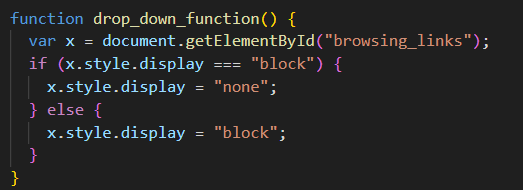 function drop_down_function() {
  var x = document.getElementById("browsing_links");
  if (x.style.display === "block") {
    x.style.display = "none";
  } else {
    x.style.display = "block";
  }
}